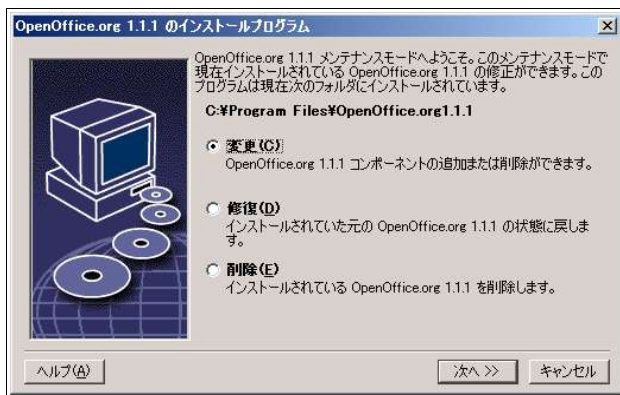 OpenOffice.org 1.1.1 のインストールプログラム
OpenOffice.org 1.1.1 メンテナンスモードへようこそ。このメンテナンスモードで
現在インストールされている OpenOffice.org 1.1.1 の修正ができます。この
プログラムは現在次のフォルダにインストールされています。
C:¥Program Files¥OpenOffice.org1.1.1
変更(C)
OpenOffice.org 1.1.1 コンポーネントの追加または削除ができます。
修復(D)
インストールされていた元の OpenOffice.org 1.1.1 の状態に戻しま
す。
削除(E)
インストールされている OpenOffice.org 1.1.1 を削除します。
ヘルプ(A)
次へ >>
キャンセル